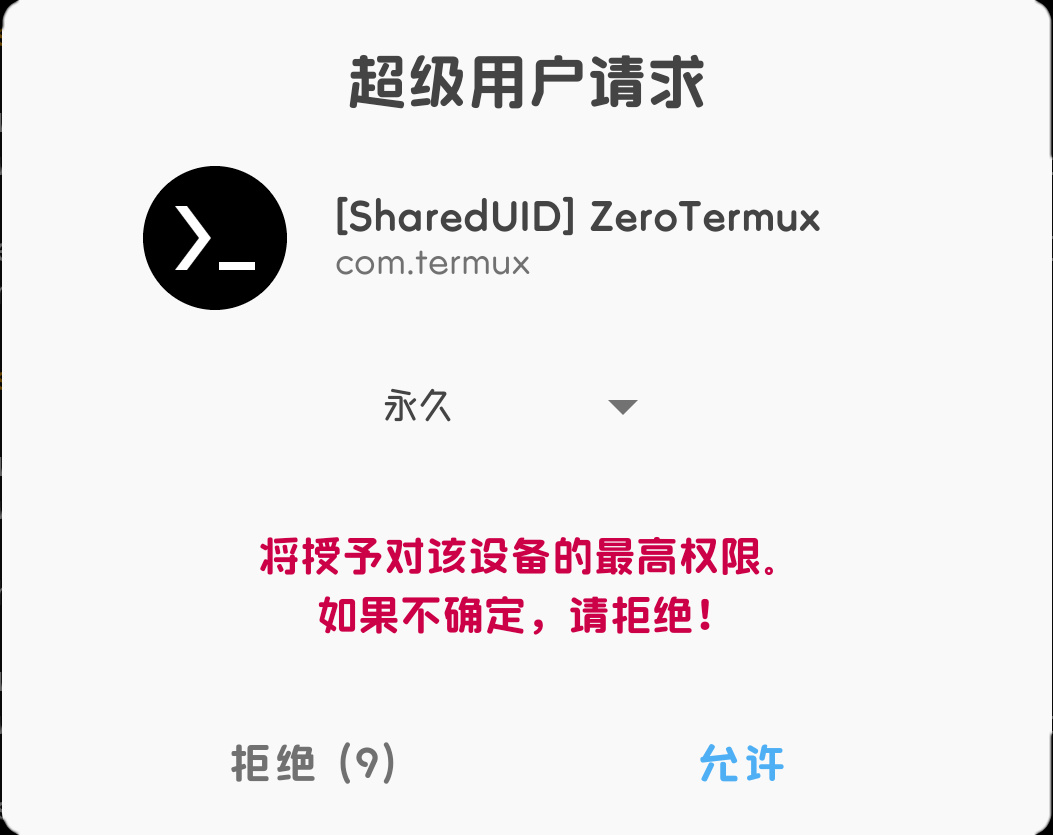 超级用户请求
[SharedUID] ZeroTermux
com.termux
永久
将授予对该设备的最高权限。
如果不确定，请拒绝！
拒绝 (9)
允许